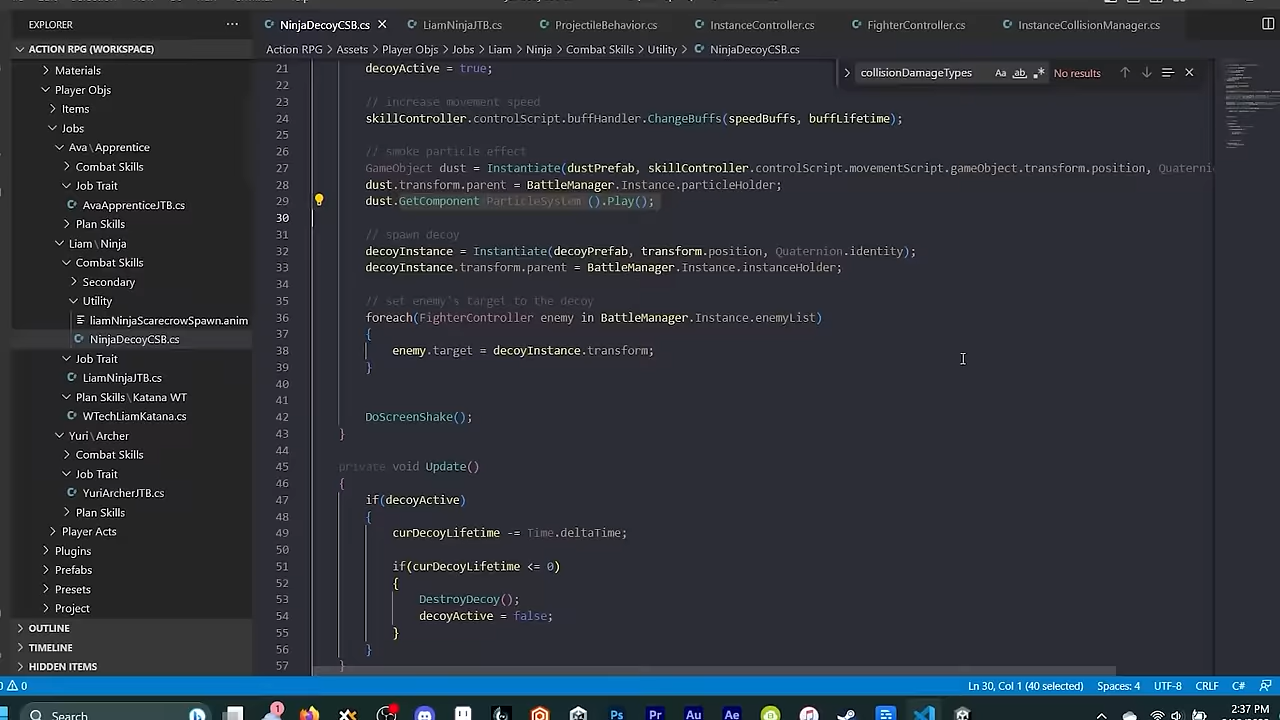 EXPLORER
NinjaDecoyCSB.cs
LiamNinjaJTB.cs
ProjectileBehavior.cs
InstanceController.cs
FighterController.cs
InstanceCollisionManager.cs
ACTION RPG (WORKSPACE)
Action RPG > Assets > Player Objs > Jobs > Liam > Ninja > Combat Skills > Utility > NinjaDecoyCSB.cs
collisionDamageTypes
Aa
ab
No results
Materials
Player Objs
Items
Jobs
Ava \ Apprentice
Combat Skills
Job Trait
AvaApprenticeJTB.cs
Plan Skills
Liam \ Ninja
Combat Skills
Secondary
Utility
liamNinjaScarecrowSpawn.anim
NinjaDecoyCSB.cs
Job Trait
LiamNinjaJTB.cs
Plan Skills \ Katana WT
WTechLiamKatana.cs
Yuri \ Archer
Combat Skills
Job Trait
YuriArcherJTB.cs
Plan Skills
Player Acts
Plugins
Prefabs
Presets
Project
OUTLINE
TIMELINE
HIDDEN ITEMS
21 decoyActive = true;
22
23 // increase movement speed
24 skillController.controlScript.buffHandler.ChangeBuffs(speedBuffs, buffLifetime);
25
26 // smoke particle effect
27 GameObject dust = Instantiate(dustPrefab, skillController.controlScript.movementScript.gameObject.transform.position, Quaternio
28 dust.transform.parent = BattleManager.Instance.particleHolder;
29 dust.GetComponent ParticleSystem ().Play();
30
31 // spawn decoy
32 decoyInstance = Instantiate(decoyPrefab, transform.position, Quaternion.identity);
33 decoyInstance.transform.parent = BattleManager.Instance.instanceHolder;
34
35 // set enemy's target to the decoy
36 foreach(FighterController enemy in BattleManager.Instance.enemyList)
37 {
38 enemy.target = decoyInstance.transform;
39 }
40
41
42 DoScreenShake();
43 }
44
45 private void Update()
46 {
47 if(decoyActive)
48 {
49 curDecoyLifetime -= Time.deltaTime;
50
51 if(curDecoyLifetime <= 0)
52 {
53 DestroyDecoy();
54 decoyActive = false;
55 }
56 }
57 }
0
Ln 30, Col 1 (40 selected)
Spaces: 4
UTF-8
CRLF
C#
Search
1
Ps
Pr
Au
Ae
2:37 PM